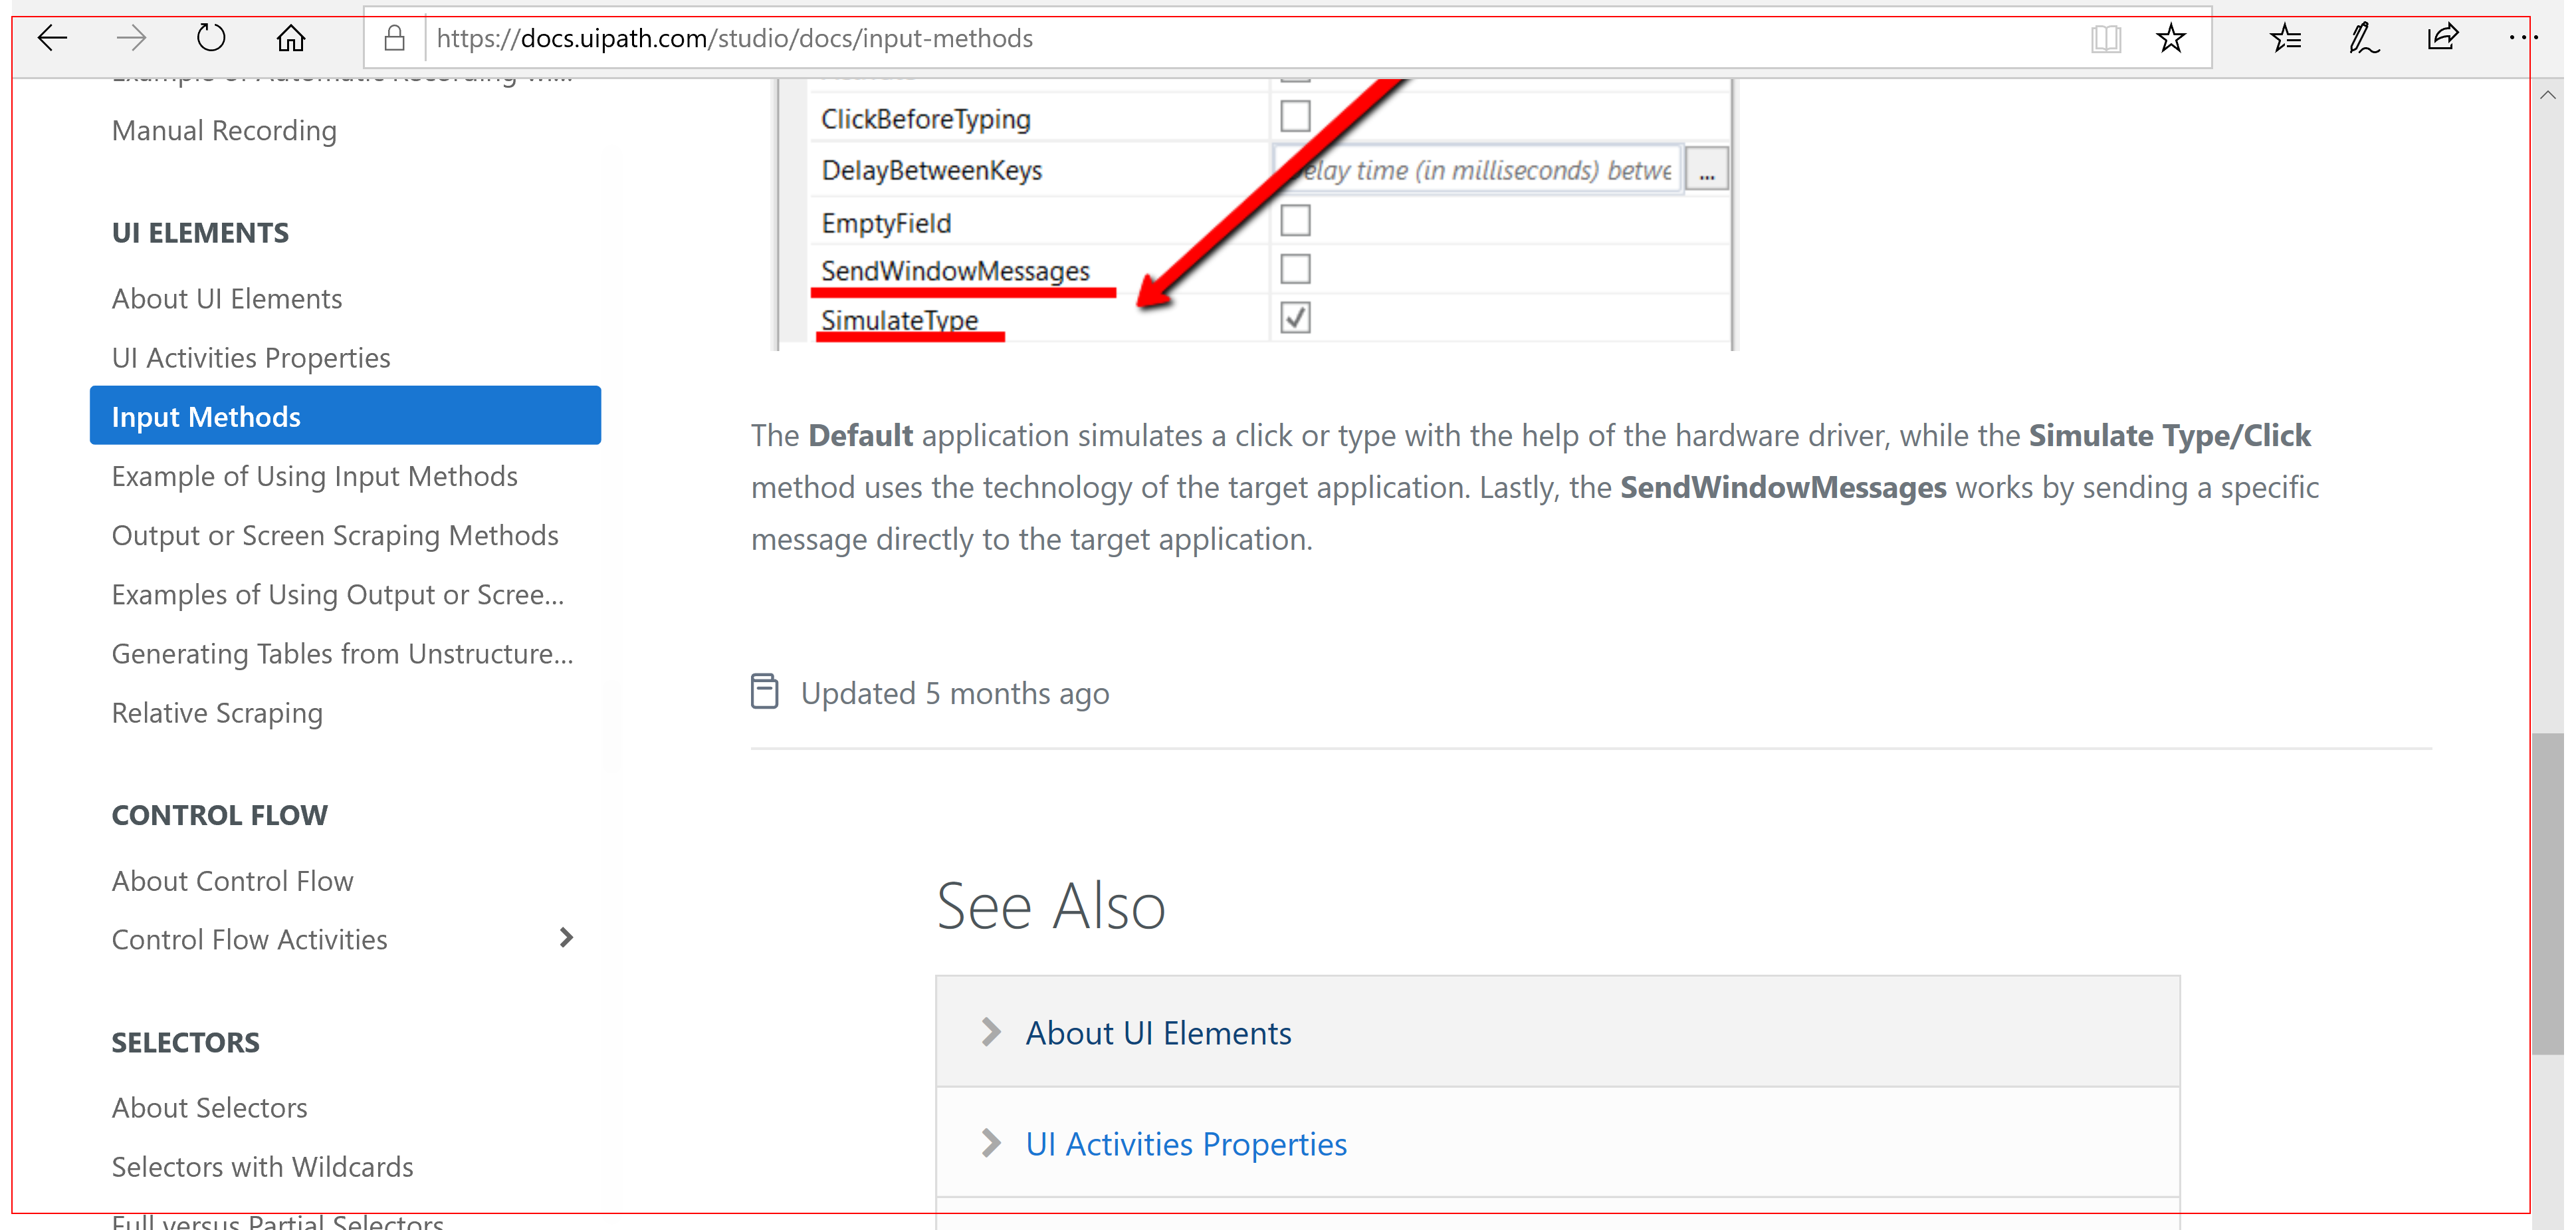 https://docs.uipath.com/studio/docs/input-methods
Manual Recording
UI ELEMENTS
About UI Elements
UI Activities Properties
Input Methods
Example of Using Input Methods
Output or Screen Scraping Methods
Examples of Using Output or Scree...
Generating Tables from Unstructure...
Relative Scraping
CONTROL FLOW
About Control Flow
Control Flow Activities
SELECTORS
About Selectors
Selectors with Wildcards
Full versus Partial Selectors
ClickBeforeTyping
DelayBetweenKeys
time (in milliseconds)
...
EmptyField
SendWindowMessages
SimulateType
The Default application simulates a click or type with the help of the hardware driver, while the Simulate Type/Click
method uses the technology of the target application. Lastly, the SendWindowMessages works by sending a specific
message directly to the target application.
Updated 5 months ago
See Also
About UI Elements
UI Activities Properties